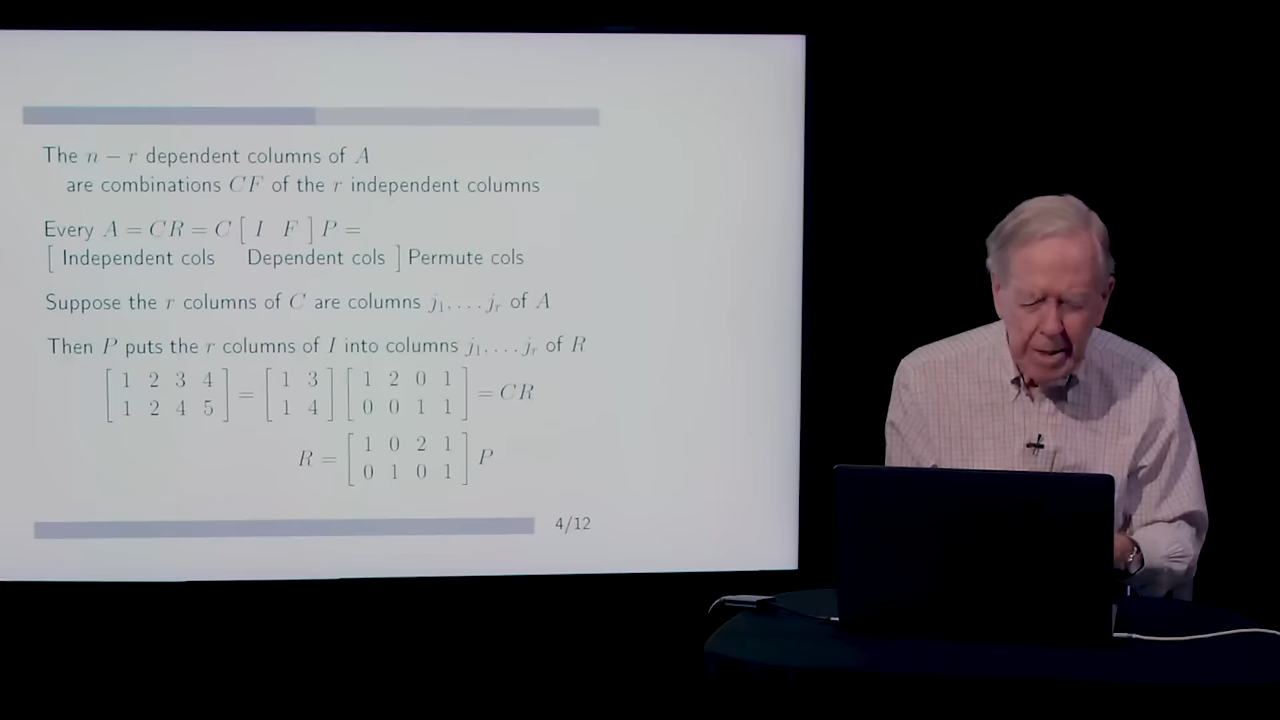 The n − r dependent columns of A
are combinations CF of the r independent columns
Every A = CR = C [ I F ] P =
[ Independent cols Dependent cols ] Permute cols
Suppose the r columns of C are columns j₁, . . . jᵣ of A
Then P puts the r columns of I into columns j₁, . . . jᵣ of R
[ 1 2 3 4 ] = [ 1 3 ] [ 1 2 0 1 ] = CR
[ 1 2 4 5 ] [ 1 4 ] [ 0 0 1 1 ]
R = [ 1 0 2 1 ] P
[ 0 1 0 1 ]
4/12